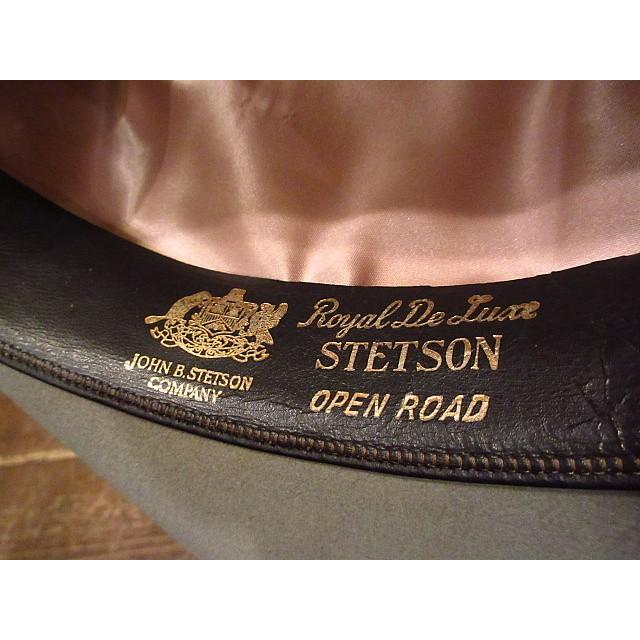 JOHN B. STETSON
COMPANY
Royal De Luxe
STETSON
OPEN ROAD